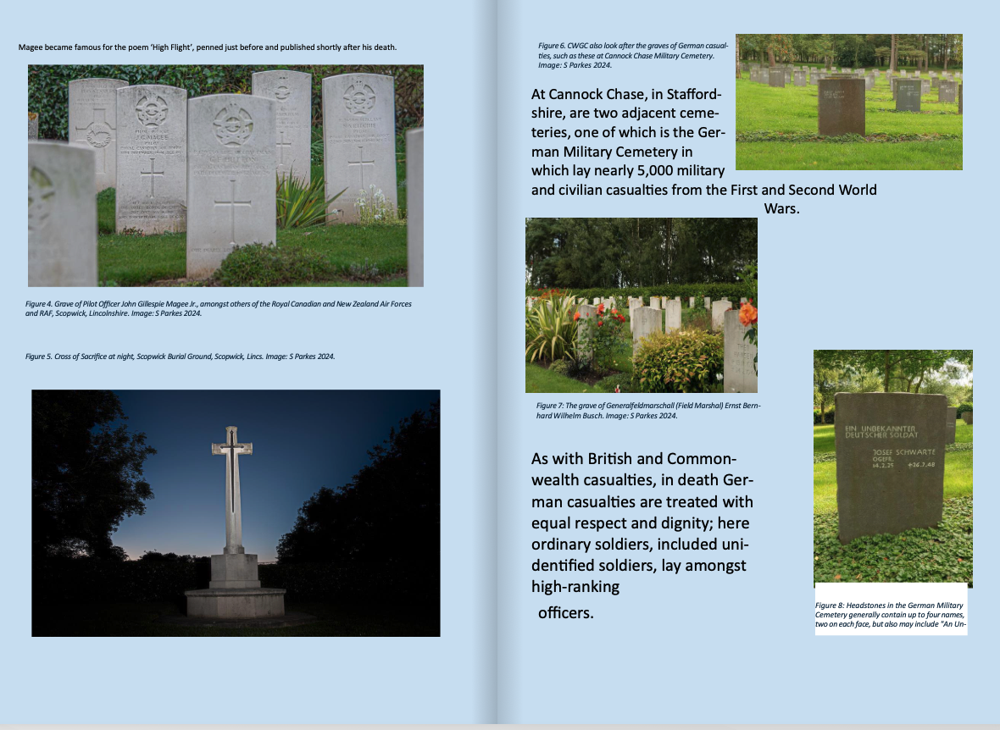 Magee became famous for the poem ‘High Flight’, penned just before and published shortly after his death.
J.G. MAGEE
Figure 4. Grave of Pilot Officer John Gillespie Magee Jr., amongst others of the Royal Canadian and New Zealand Air Forces
and RAF, Scopwick, Lincolnshire. Image: S Parkes 2024.
Figure 5. Cross of Sacrifice at night, Scopwick Burial Ground, Scopwick, Lincs. Image: S Parkes 2024.
Figure 6. CWGC also look after the graves of German casual-
ties, such as these at Cannock Chase Military Cemetery.
Image: S Parkes 2024.
At Cannock Chase, in Stafford-
shire, are two adjacent ceme-
teries, one of which is the Ger-
man Military Cemetery in
which lay nearly 5,000 military
and civilian casualties from the First and Second World
Wars.
Figure 7: The grave of Generalfeldmarschall (Field Marshal) Ernst Bern-
hard Wilhelm Busch. Image: S Parkes 2024.
As with British and Common-
wealth casualties, in death Ger-
man casualties are treated with
equal respect and dignity; here
ordinary soldiers, included uni-
dentified soldiers, lay amongst
high-ranking
officers.
EIN UNBEKANNTER
DEUTSCHER SOLDAT
JOSEF SCHWARTE
OGEFR.
14.2.25 +26.7.48
Figure 8: Headstones in the German Military
Cemetery generally contain up to four names,
two on each face, but also may include "An Un-